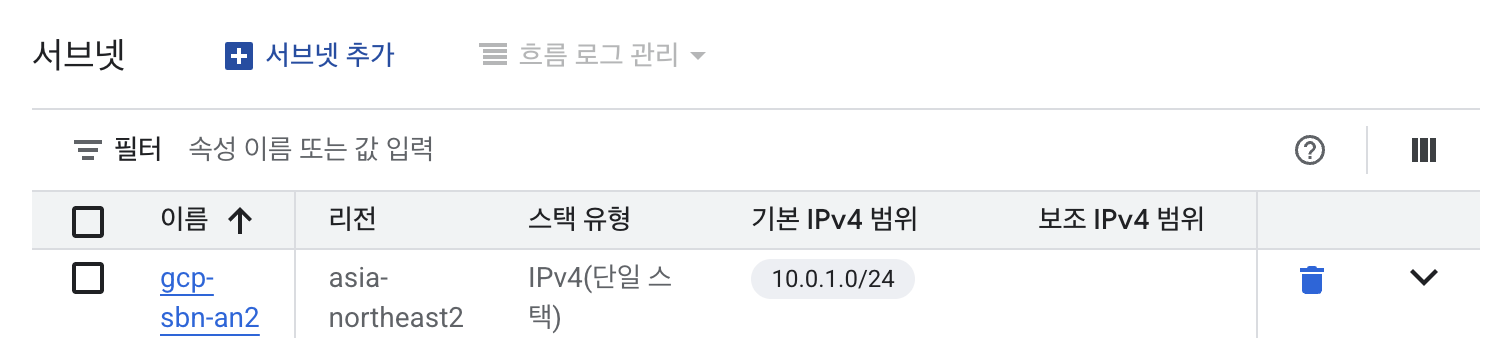 서브넷 서브넷 추가 흐름 로그 관리
필터 속성 이름 또는 값 입력
이름 리전 스택 유형 기본 IPv4 범위 보조 IPv4 범위
gcp- asia- IPv4(단일 스 10.0.1.0/24
sbn-an2 northeast2 택)